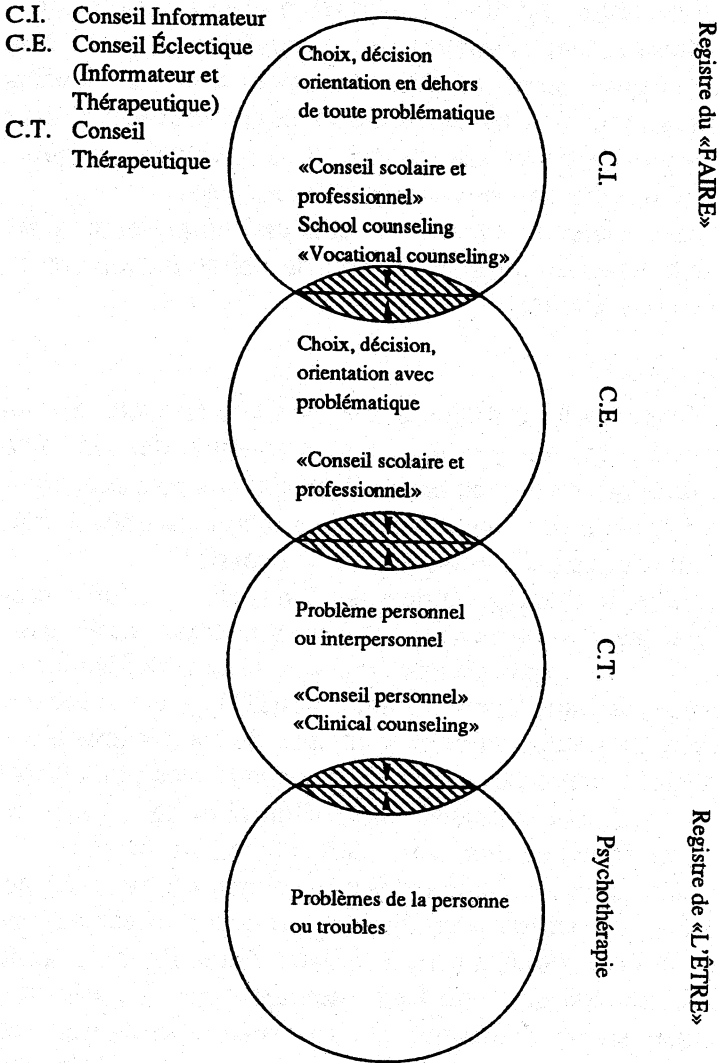 C.I. Conseil Informateur
C.E. Conseil Éclectique
(Informateur et
Thérapeutique)
C.T. Conseil
Thérapeutique
Choix, décision
orientation en dehors
de toute problématique
«Conseil scolaire et
professionnel»
School counseling
«Vocational counseling»
C.I.
Registre du «FAIRE»
Choix, décision,
orientation avec
problématique
«Conseil scolaire et
professionnel»
C.E.
Problème personnel
ou interpersonnel
«Conseil personnel»
«Clinical counseling»
C.T.
Problèmes de la personne
ou troubles
Psychothérapie
Registre de «L'ÊTRE»